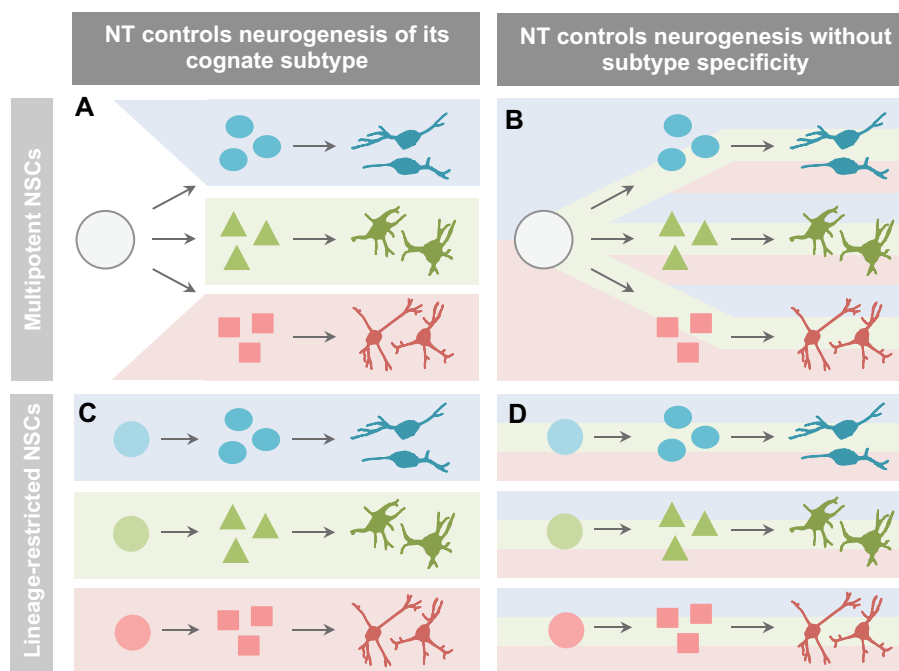 NT controls neurogenesis of its
cognate subtype
NT controls neurogenesis without
subtype specificity
Multipotent NSCs
A
B
Lineage-restricted NSCs
C
D